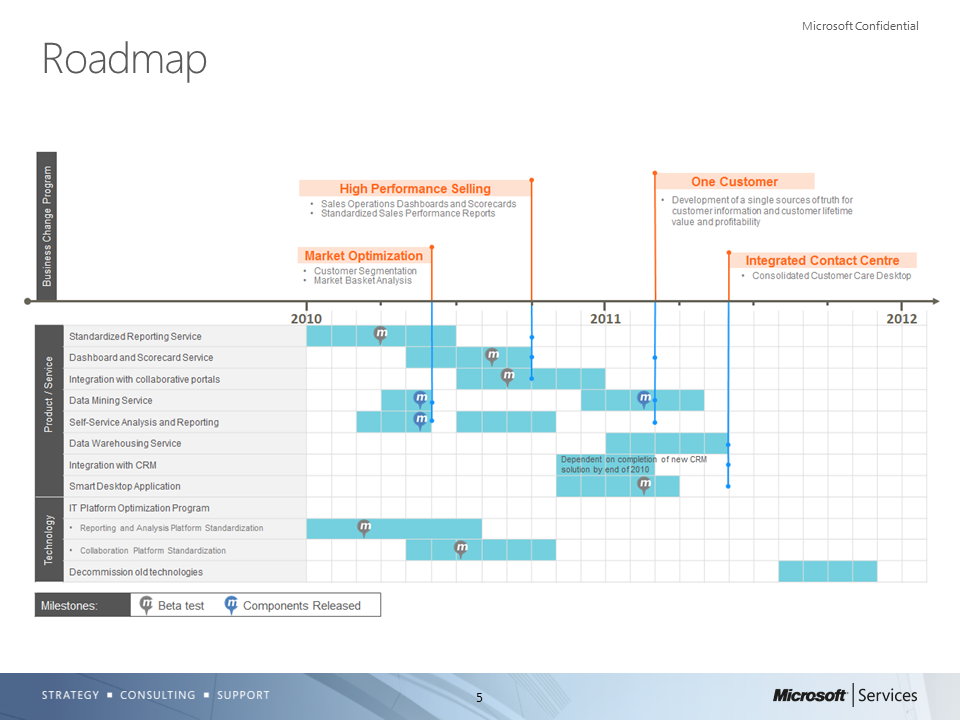 Microsoft Confidential
Roadmap
Business Change Program
High Performance Selling
• Sales Operations Dashboards and Scorecards
• Standardized Sales Performance Reports
One Customer
• Development of a single sources of truth for
customer information and customer lifetime
value and profitability
Market Optimization
• Customer Segmentation
• Market Basket Analysis
Integrated Contact Centre
• Consolidated Customer Care Desktop
2010
2011
2012
Product / Service
Standardized Reporting Service
m
Dashboard and Scorecard Service
m
Integration with collaborative portals
m
Data Mining Service
m
m
Self-Service Analysis and Reporting
m
Data Warehousing Service
Integration with CRM
Dependent on completion of new CRM
solution by end of 2010
Smart Desktop Application
m
Technology
IT Platform Optimization Program
• Reporting and Analysis Platform Standardization
m
• Collaboration Platform Standardization
m
Decommission old technologies
Milestones:
m Beta test
m Components Released
STRATEGY ■ CONSULTING ■ SUPPORT
5
Microsoft | Services